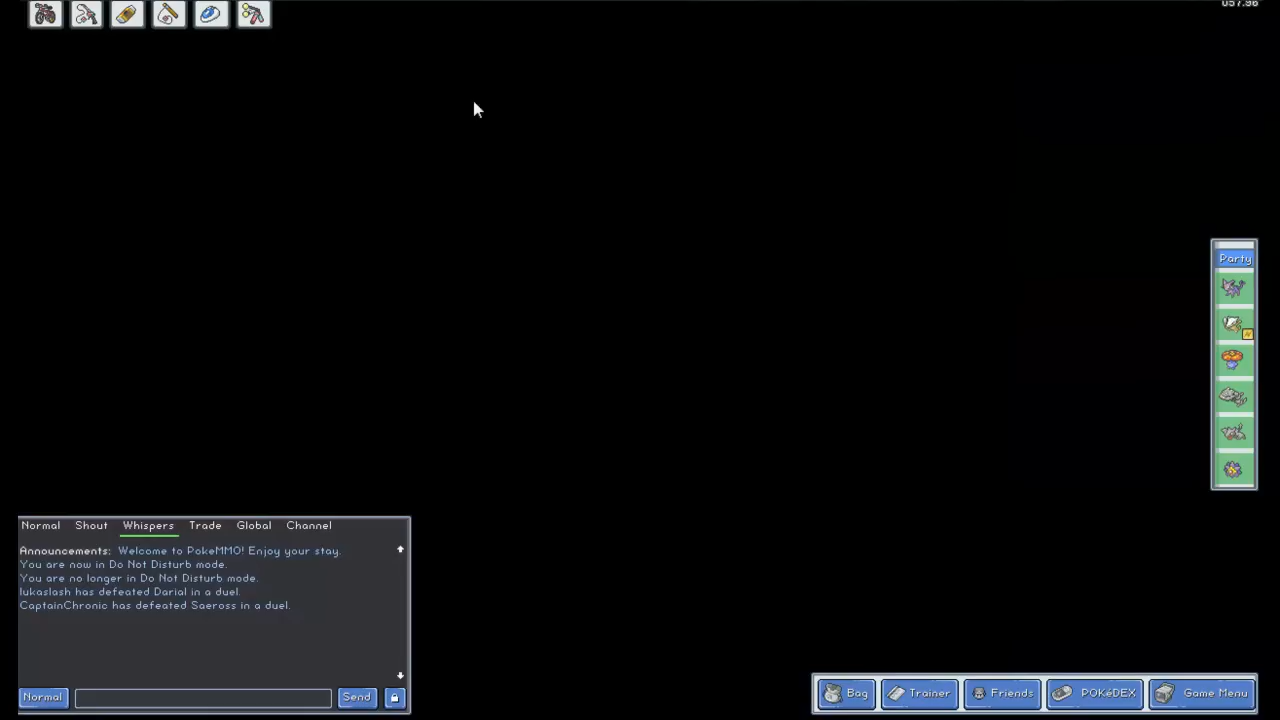 Party
Normal Shout Whispers Trade Global Channel
Announcements: Welcome to PokeMMO! Enjoy your stay.
You are now in Do Not Disturb mode.
You are no longer in Do Not Disturb mode.
lukaslash has defeated Darial in a duel.
CaptainChronic has defeated Saeross in a duel.
Normal Send
Bag Trainer Friends POKéDEX Game Menu